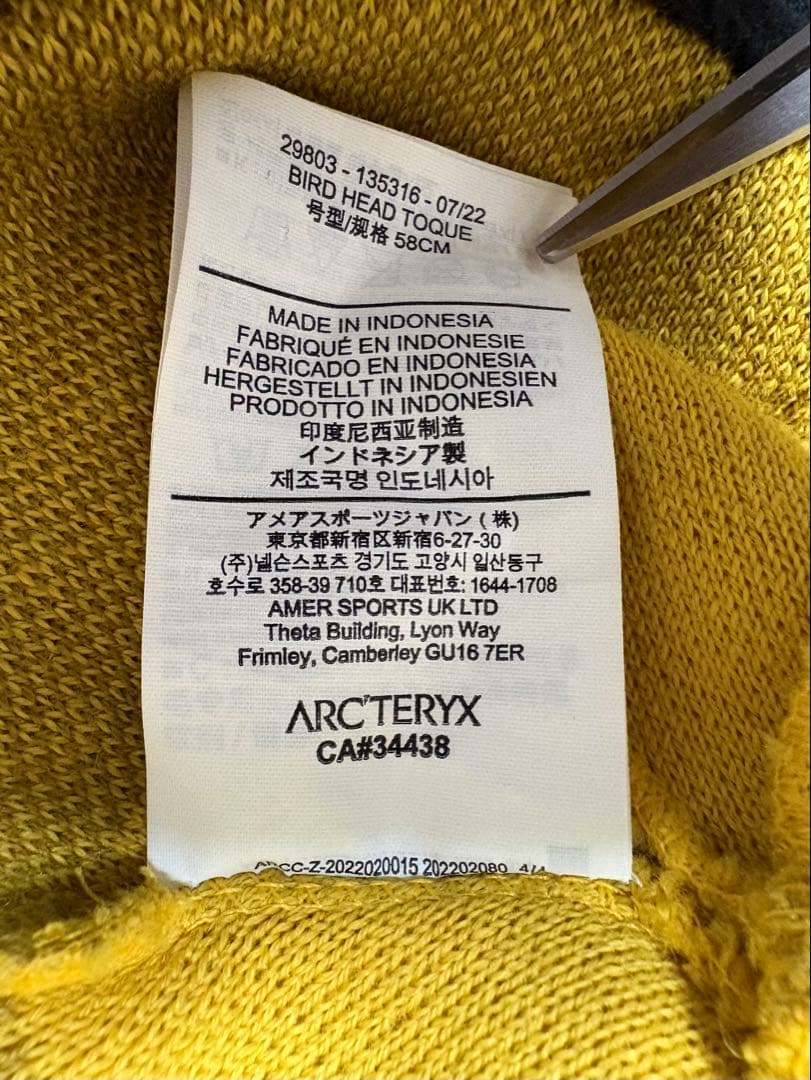 29803 - 135316 - 07/22
BIRD HEAD TOQUE
号型/规格 58CM
MADE IN INDONESIA
FABRIQUÉ EN INDONESIE
FABRICADO EN INDONESIA
HERGESTELLT IN INDONESIEN
PRODOTTO IN INDONESIA
印度尼西亚制造
インドネシア製
제조국명 인도네시아
アメアスポーツジャパン (株)
東京都新宿区新宿6-27-30
(주)넬슨스포츠 경기도 고양시 일산동구
호수로 358-39 710호 대표번호: 1644-1708
AMER SPORTS UK LTD
Theta Building, Lyon Way
Frimley, Camberley GU16 7ER
ARC'TERYX
CA#34438
ARCC-Z-2022020015 202202080 4/4